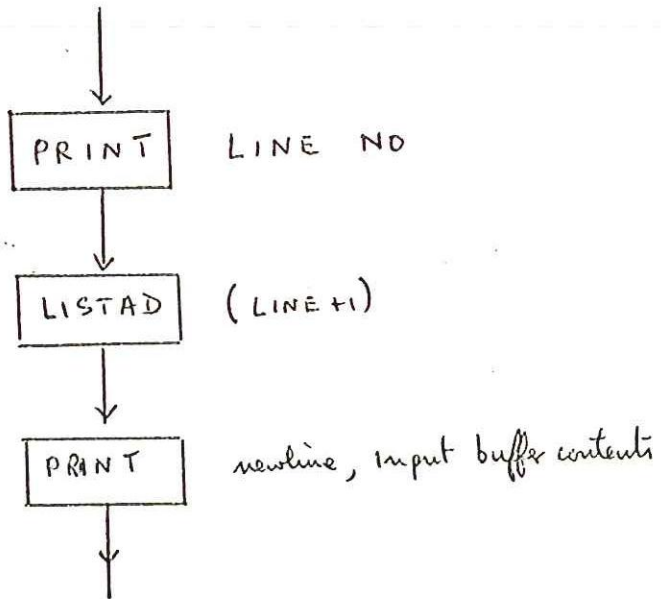 PRINT LINE NO
LISTAD (LINE+1)
PRINT newline, input buffer contents